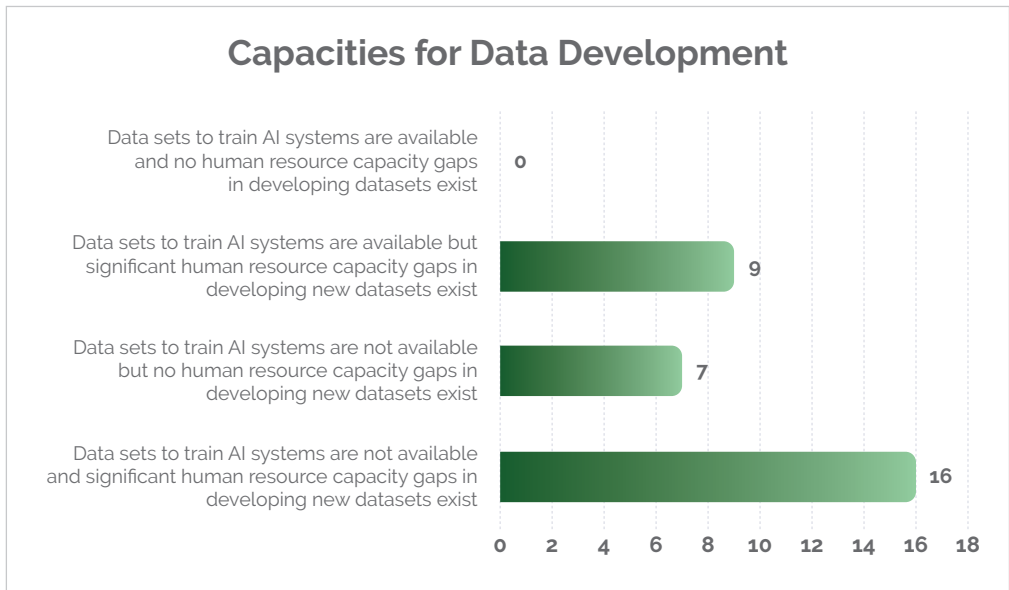 Capacities for Data Development
Data sets to train AI systems are available
and no human resource capacity gaps
in developing datasets exist
0
Data sets to train AI systems are available but
significant human resource capacity gaps in
developing new datasets exist
9
Data sets to train AI systems are not available
but no human resource capacity gaps in
developing new datasets exist
7
Data sets to train AI systems are not available
and significant human resource capacity gaps in
developing new datasets exist
16
0 2 4 6 8 10 12 14 16 18